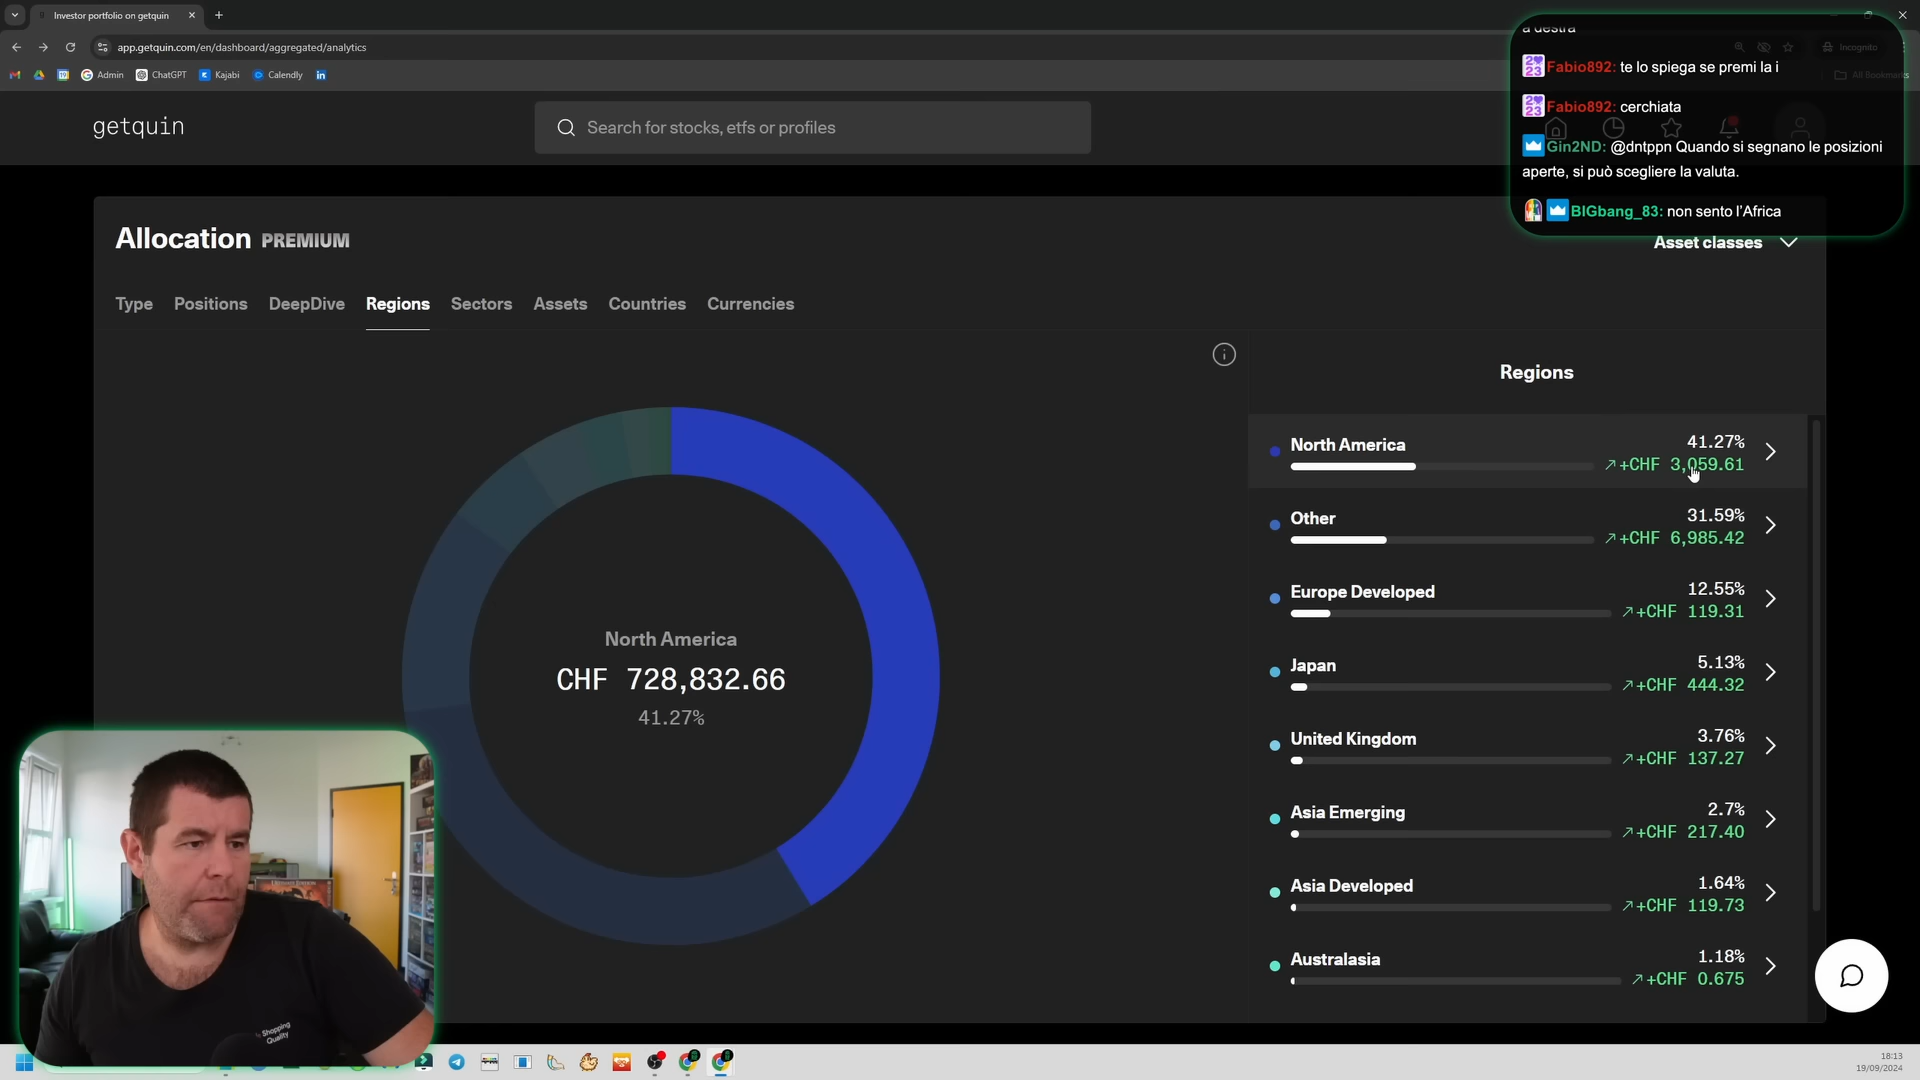 Investor portfolio on getquin
app.getquin.com/en/dashboard/aggregated/analytics
Incognito
Admin
ChatGPT
Kajabi
Calendly
All Bookmarks
getquin
Search for stocks, etfs or profiles
a destra
Fabio892: te lo spiega se premi la i
Fabio892: cerchiata
Gin2ND: @dntppn Quando si segnano le posizioni
aperte, si può scegliere la valuta.
BIGbang_83: non sento l'Africa
Allocation PREMIUM
Asset classes
Type Positions DeepDive Regions Sectors Assets Countries Currencies
Regions
North America
41.27%
+CHF 3,059.61
Other
31.59%
+CHF 6,985.42
Europe Developed
12.55%
+CHF 119.31
Japan
5.13%
+CHF 444.32
United Kingdom
3.76%
+CHF 137.27
Asia Emerging
2.7%
+CHF 217.40
Asia Developed
1.64%
+CHF 119.73
Australasia
1.18%
+CHF 0.675
North America
CHF 728,832.66
41.27%
Shopping
Quality
18:13
19/09/2024